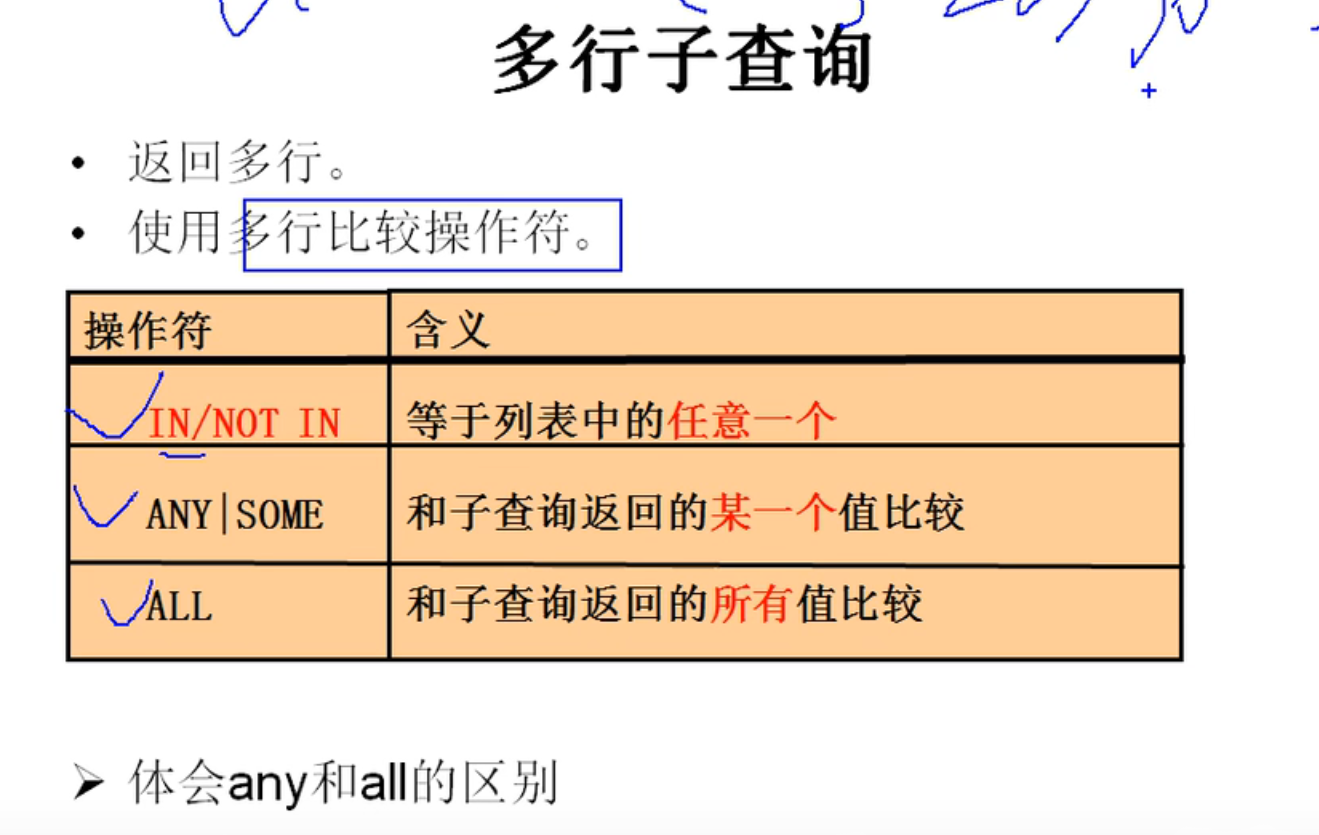 多行子查询
• 返回多行。
• 使用多行比较操作符。
操作符 含义
IN/NOT IN 等于列表中的任意一个
ANY|SOME 和子查询返回的某一个值比较
ALL 和子查询返回的所有值比较
➢ 体会any和all的区别